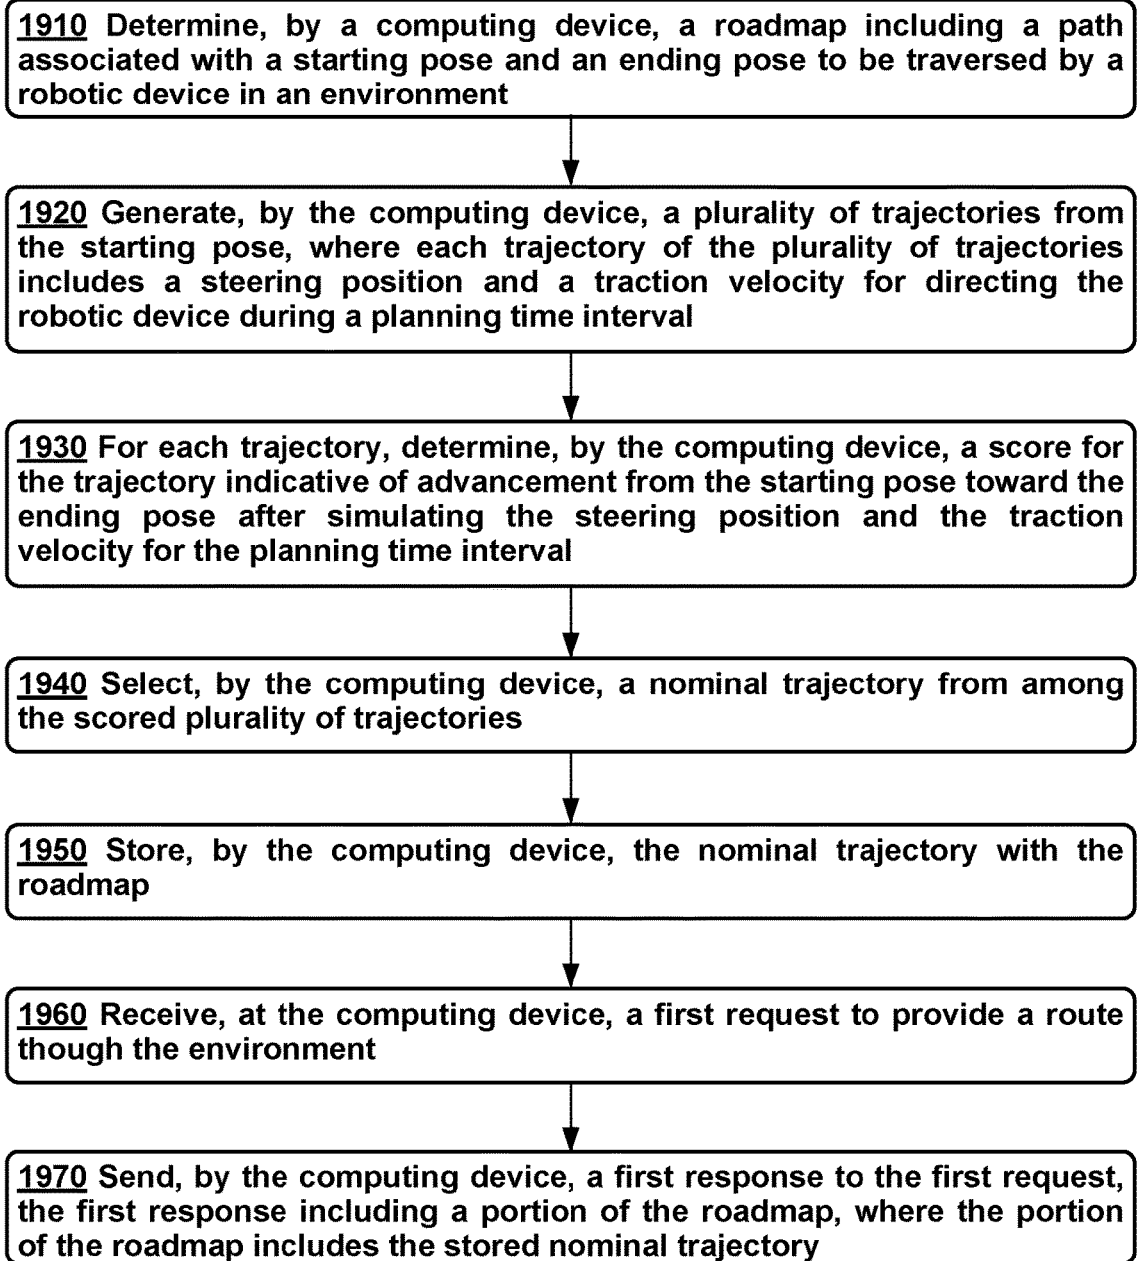 1910 Determine, by a computing device, a roadmap including a path
associated with a starting pose and an ending pose to be traversed by a
robotic device in an environment
1920 Generate, by the computing device, a plurality of trajectories from
the starting pose, where each trajectory of the plurality of trajectories
includes a steering position and a traction velocity for directing the
robotic device during a planning time interval
1930 For each trajectory, determine, by the computing device, a score for
the trajectory indicative of advancement from the starting pose toward the
ending pose after simulating the steering position and the traction
velocity for the planning time interval
1940 Select, by the computing device, a nominal trajectory from among
the scored plurality of trajectories
1950 Store, by the computing device, the nominal trajectory with the
roadmap
1960 Receive, at the computing device, a first request to provide a route
though the environment
1970 Send, by the computing device, a first response to the first request,
the first response including a portion of the roadmap, where the portion
of the roadmap includes the stored nominal trajectory